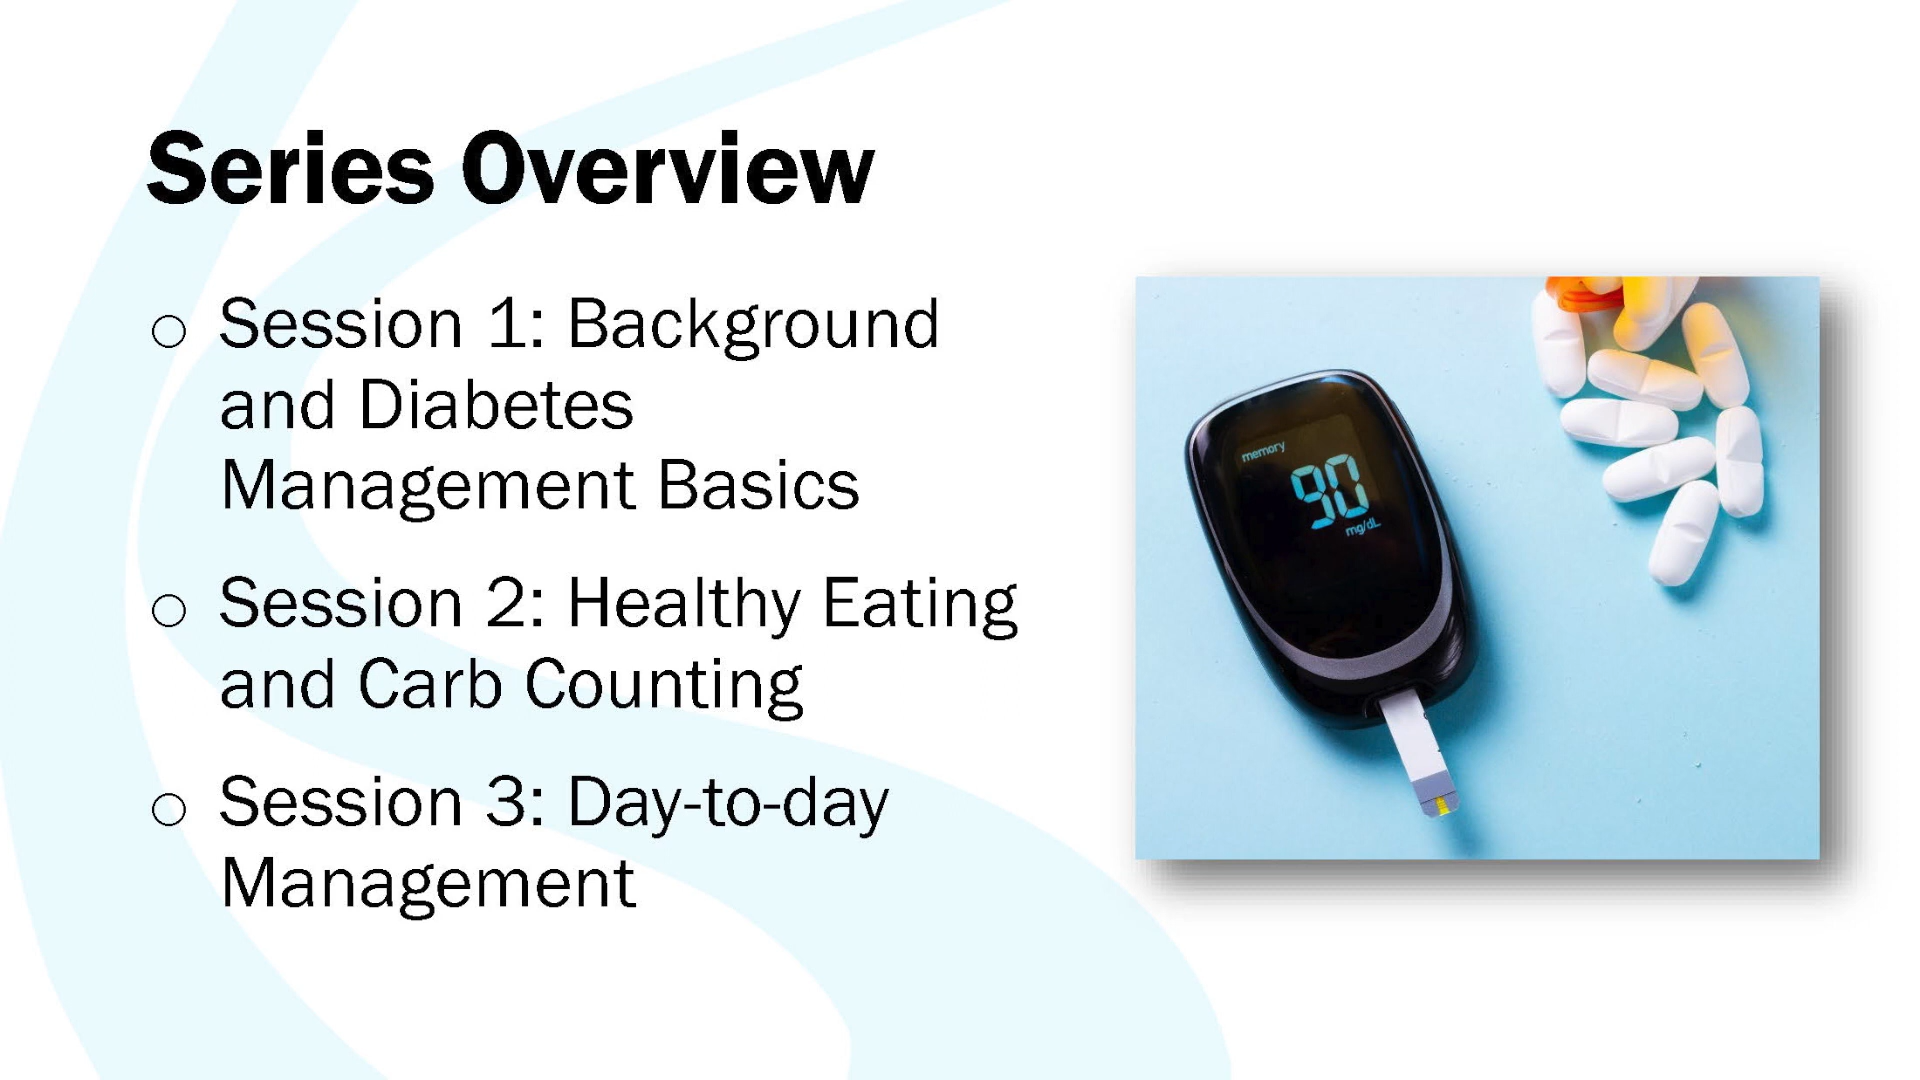 Series Overview
○ Session 1: Background
and Diabetes
Management Basics
○ Session 2: Healthy Eating
and Carb Counting
○ Session 3: Day-to-day
Management
memory
90
mg/dL